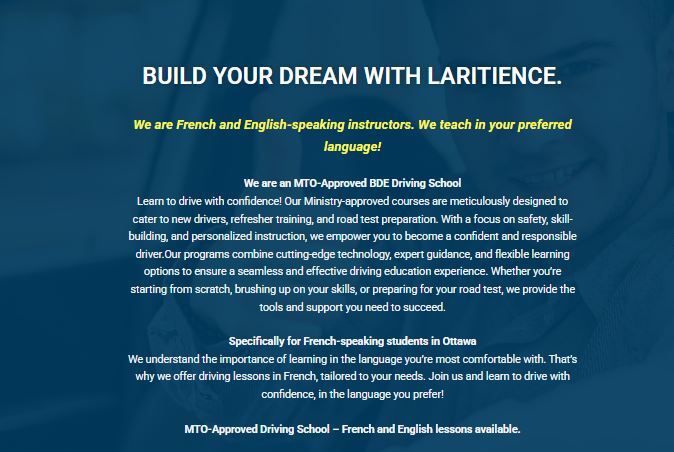 BUILD YOUR DREAM WITH LARITIENCE.
We are French and English-speaking instructors. We teach in your preferred
language!
We are an MTO-Approved BDE Driving School
Learn to drive with confidence! Our Ministry-approved courses are meticulously designed to
cater to new drivers, refresher training, and road test preparation. With a focus on safety, skill-
building, and personalized instruction, we empower you to become a confident and responsible
driver.Our programs combine cutting-edge technology, expert guidance, and flexible learning
options to ensure a seamless and effective driving education experience. Whether you're
starting from scratch, brushing up on your skills, or preparing for your road test, we provide the
tools and support you need to succeed.
Specifically for French-speaking students in Ottawa
We understand the importance of learning in the language you're most comfortable with. That's
why we offer driving lessons in French, tailored to your needs. Join us and learn to drive with
confidence, in the language you prefer!
MTO-Approved Driving School – French and English lessons available.